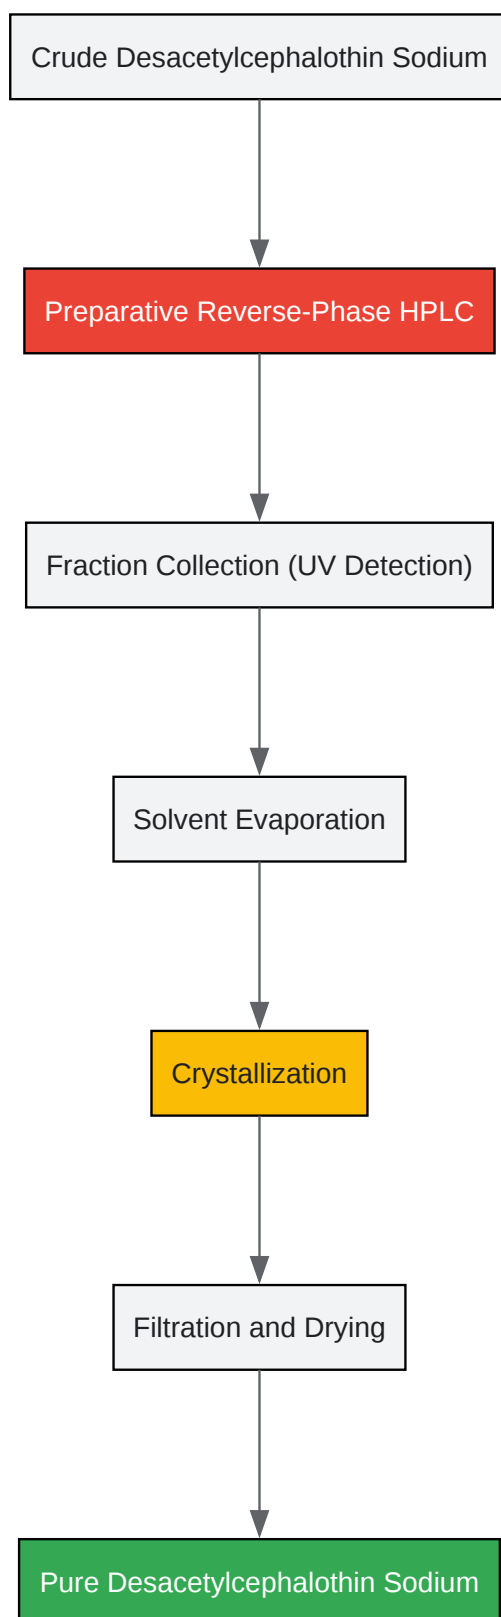 Crude Desacetylcephalothin Sodium
Preparative Reverse-Phase HPLC
Fraction Collection (UV Detection)
Solvent Evaporation
Crystallization
Filtration and Drying
Pure Desacetylcephalothin Sodium